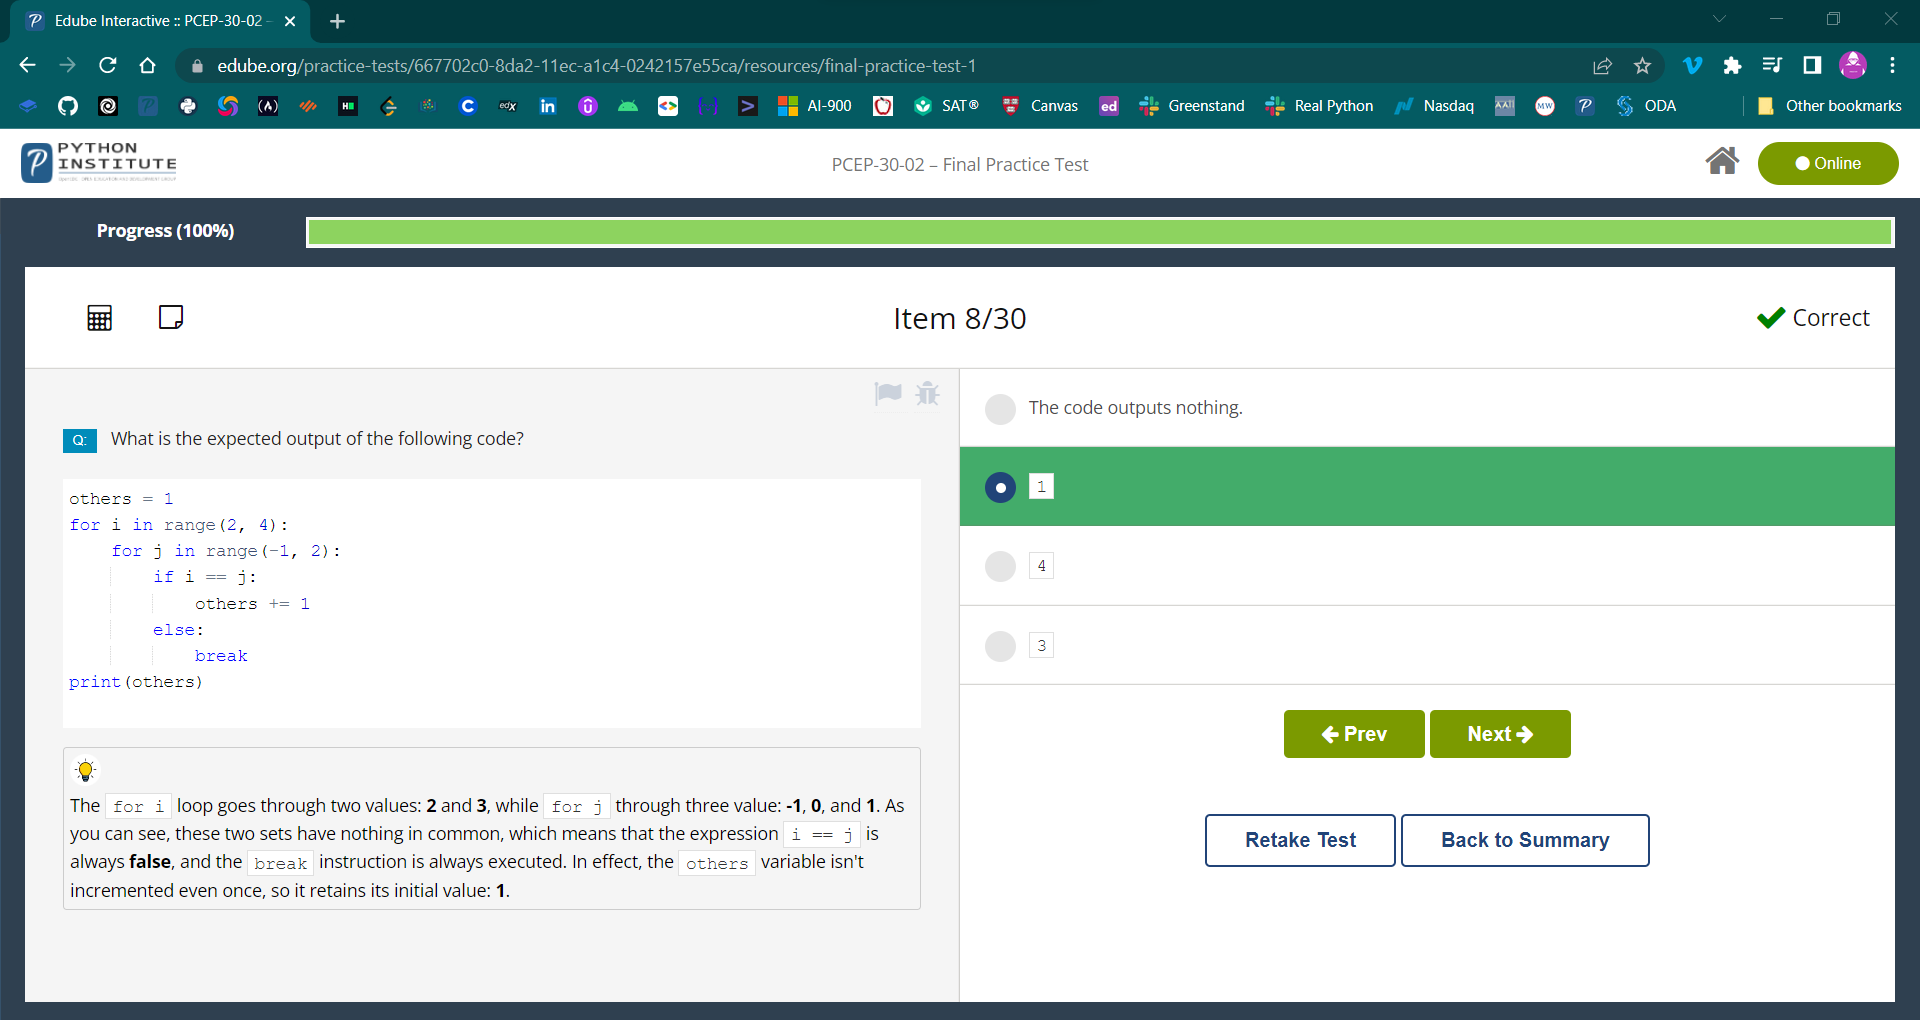 Edube Interactive :: PCEP-30-02 –
edube.org/practice-tests/667702c0-8da2-11ec-a1c4-0242157e55ca/resources/final-practice-test-1
edx in AI-900 SAT® Canvas ed Greenstand Real Python Nasdaq AATI MW ODA Other bookmarks
PYTHON
INSTITUTE
PCEP-30-02 – Final Practice Test
Online
Progress (100%)
Item 8/30
Correct
Q: What is the expected output of the following code?
others = 1
for i in range(2, 4):
    for j in range(-1, 2):
        if i == j:
            others += 1
        else:
            break
print(others)
The for i loop goes through two values: 2 and 3, while for j through three value: -1, 0, and 1. As
you can see, these two sets have nothing in common, which means that the expression i == j is
always false, and the break instruction is always executed. In effect, the others variable isn't
incremented even once, so it retains its initial value: 1.
The code outputs nothing.
1
4
3
Prev
Next
Retake Test
Back to Summary